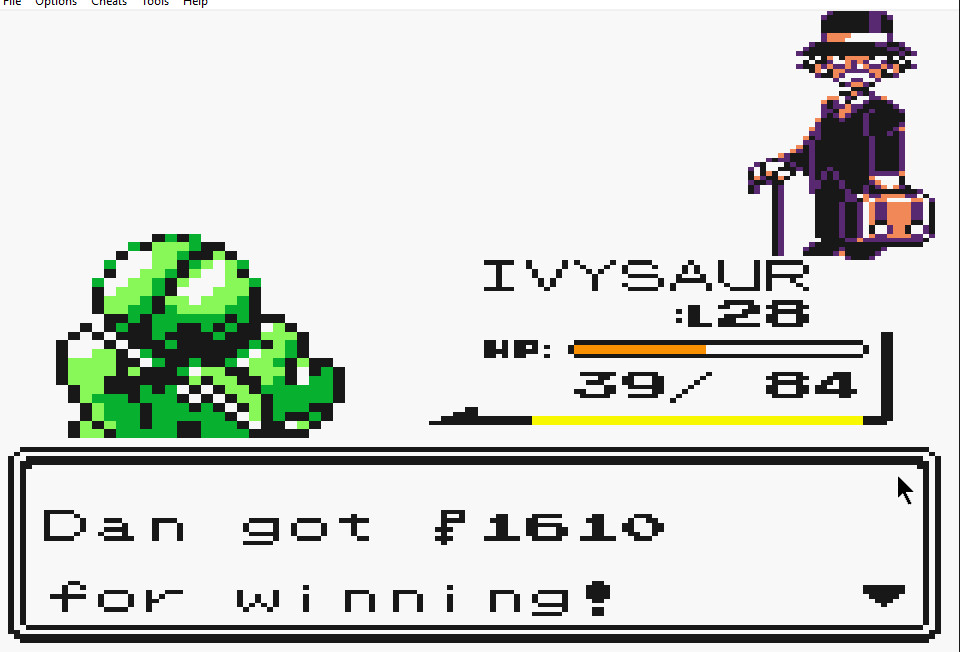 File Options Cheats Tools Help
IVYSAUR
:L28
HP:
39/ 84
Dan got ₽1610
for winning!